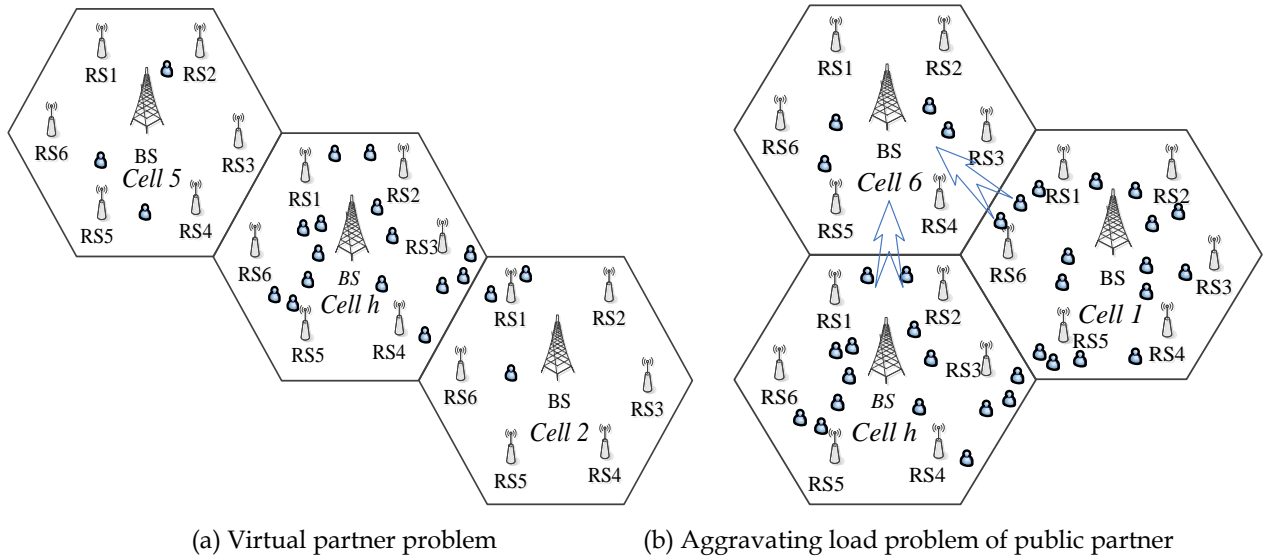 RS1
RS2
RS6
RS3
BS
Cell 5
RS5
RS4
RS1
RS2
RS3
RS6
BS
Cell h
RS5
RS4
RS1
RS2
RS6
RS3
BS
Cell 2
RS5
RS4
RS1
RS2
RS6
RS3
BS
Cell 6
RS5
RS4
RS1
RS2
RS6
BS
RS3
Cell 1
RS5
RS4
RS1
RS2
RS3
RS6
BS
Cell h
RS5
RS4
(a) Virtual partner problem
(b) Aggravating load problem of public partner